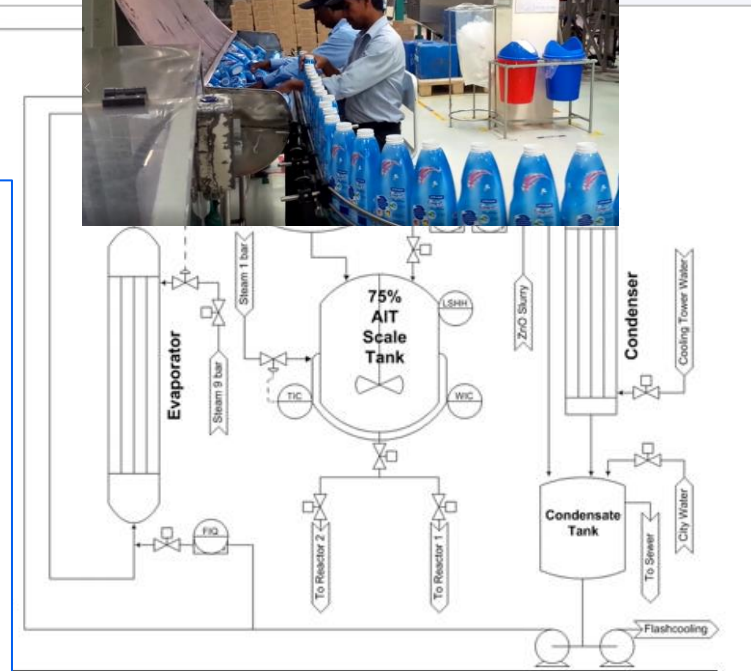 Steam 1 bar
75%
AIT
Scale
Tank
LSHH
ZnO Slurry
Condenser
Cooling Tower Water
Evaporator
Steam 9 bar
TIC
WIC
FIQ
To Reactor 2
To Reactor 1
Condensate
Tank
City Water
To Sewer
Flashcooling